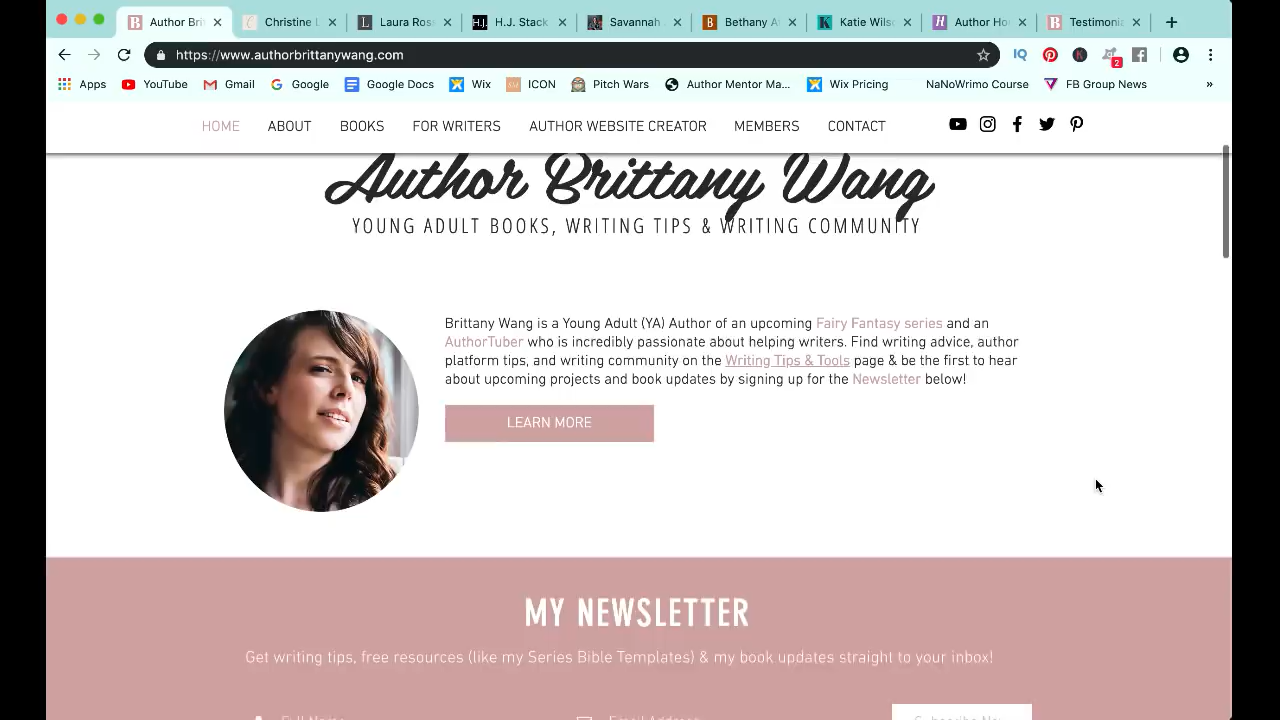 Author Bri
Christine L
Laura Ros
H.J. Stack
Savannah
Bethany A
Katie Wils
Author Ho
Testimonia
https://www.authorbrittanywang.com
Apps YouTube Gmail Google Google Docs Wix ICON Pitch Wars Author Mentor Ma... Wix Pricing NaNoWrimo Course FB Group News »
HOME ABOUT BOOKS FOR WRITERS AUTHOR WEBSITE CREATOR MEMBERS CONTACT
Author Brittany Wang
YOUNG ADULT BOOKS, WRITING TIPS & WRITING COMMUNITY
Brittany Wang is a Young Adult (YA) Author of an upcoming Fairy Fantasy series and an
AuthorTuber who is incredibly passionate about helping writers. Find writing advice, author
platform tips, and writing community on the Writing Tips & Tools page & be the first to hear
about upcoming projects and book updates by signing up for the Newsletter below!
LEARN MORE
MY NEWSLETTER
Get writing tips, free resources (like my Series Bible Templates) & my book updates straight to your inbox!
Full Name Email Address Subscribe Now